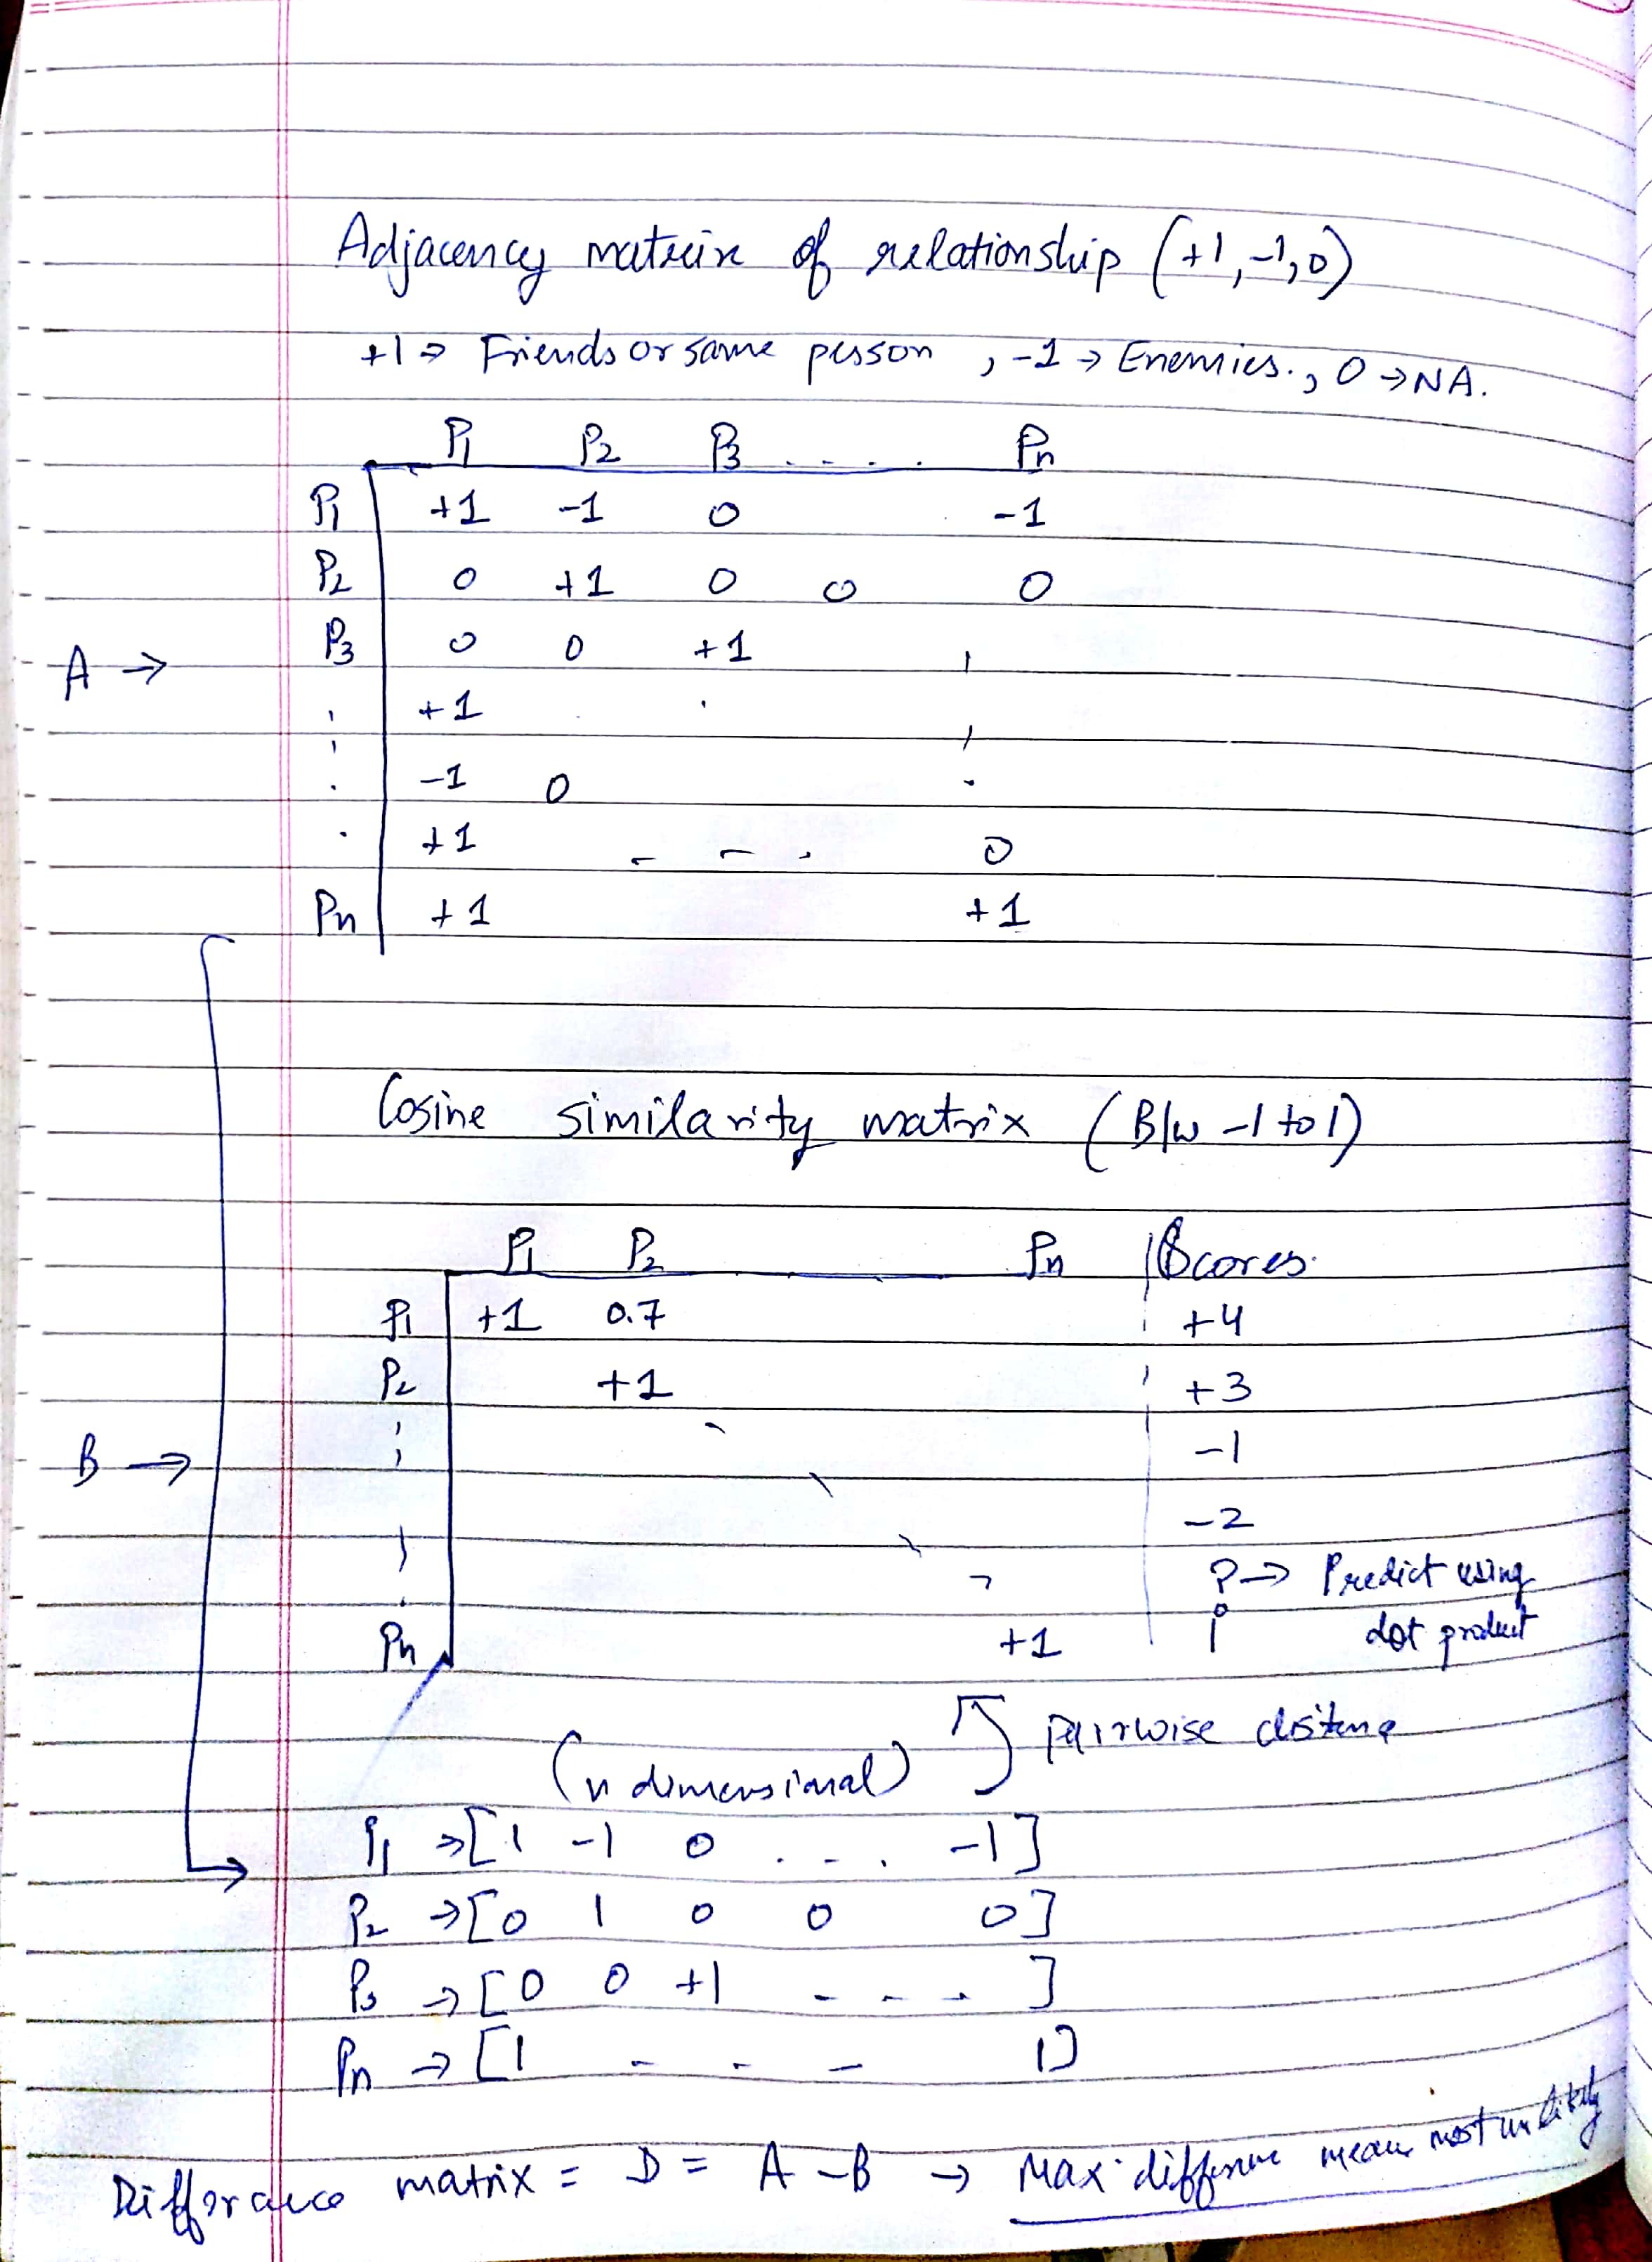 Adjacency matrix of relationship (+1,-1,0)
+1 → Friends or same person , -1 → Enemies., 0 → NA.
P1 P2 P3 .... Pn
P1 +1 -1 0 . -1
P2 0 +1 0 0 0
A → P3 0 0 +1
+1
-1 0
+1 - - . 0
Pn +1 +1
Cosine similarity matrix (B/w -1 to 1)
P1 P2 Pn Scores.
P1 +1 0.7 +4
P2 +1 +3
B → -1
-2
? → Predict using
Pn +1 dot product
pairwise
(n dimensional)
P1 → [1 -1 0 . - . -1]
P2 → [0 1 0 0 0]
P3 → [0 0 +1 - - - ]
Pn → [1 - - - 1]
Difference matrix = D = A - B → Max difference means most unlikely